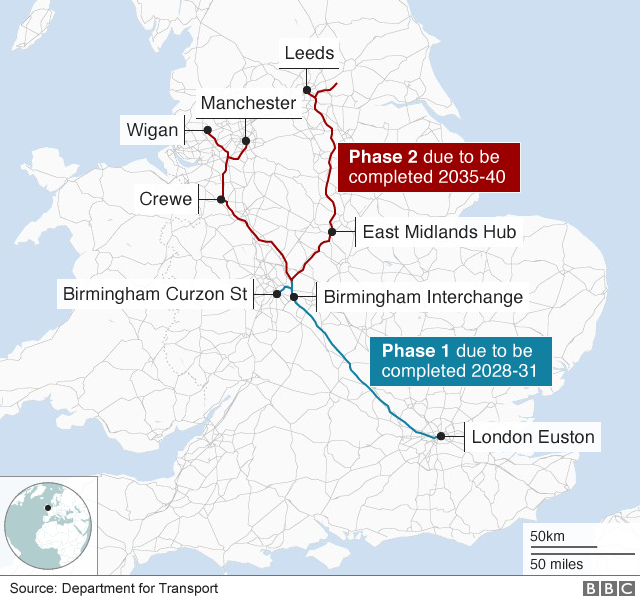 Leeds
Manchester
Wigan
Phase 2 due to be
completed 2035-40
Crewe
East Midlands Hub
Birmingham Curzon St
Birmingham Interchange
Phase 1 due to be
completed 2028-31
London Euston
50km
50 miles
Source: Department for Transport
BBC